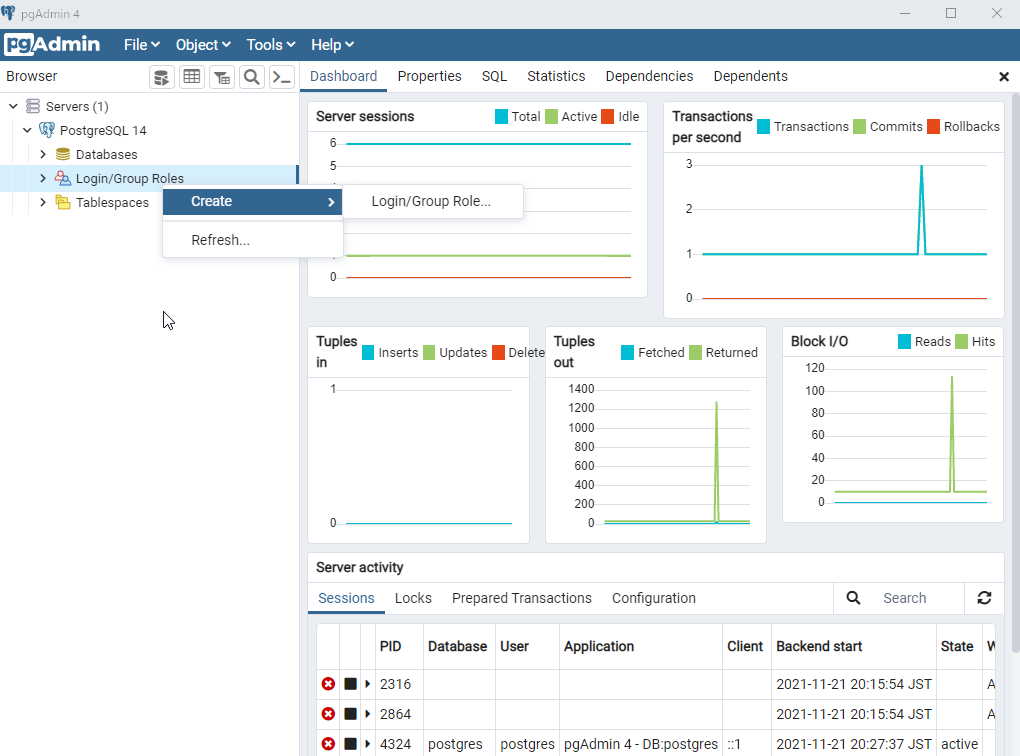 pgAdmin 4
pgAdmin File Object Tools Help
Browser
Dashboard Properties SQL Statistics Dependencies Dependents
Servers (1)
PostgreSQL 14
Databases
Login/Group Roles
Tablespaces
Create
Login/Group Role...
Refresh...
Server sessions
Total Active Idle
6
5
0
Transactions
per second
Transactions Commits Rollbacks
3
2
1
0
Tuples
in
Inserts Updates Delete
1
0
Tuples
out
Fetched Returned
1400
1200
1000
800
600
400
200
0
Block I/O
Reads Hits
120
100
80
60
40
20
0
Server activity
Sessions Locks Prepared Transactions Configuration Search
PID Database User Application Client Backend start State W
2316 2021-11-21 20:15:54 JST A
2864 2021-11-21 20:15:54 JST A
4324 postgres postgres pgAdmin 4 - DB:postgres ::1 2021-11-21 20:27:37 JST active